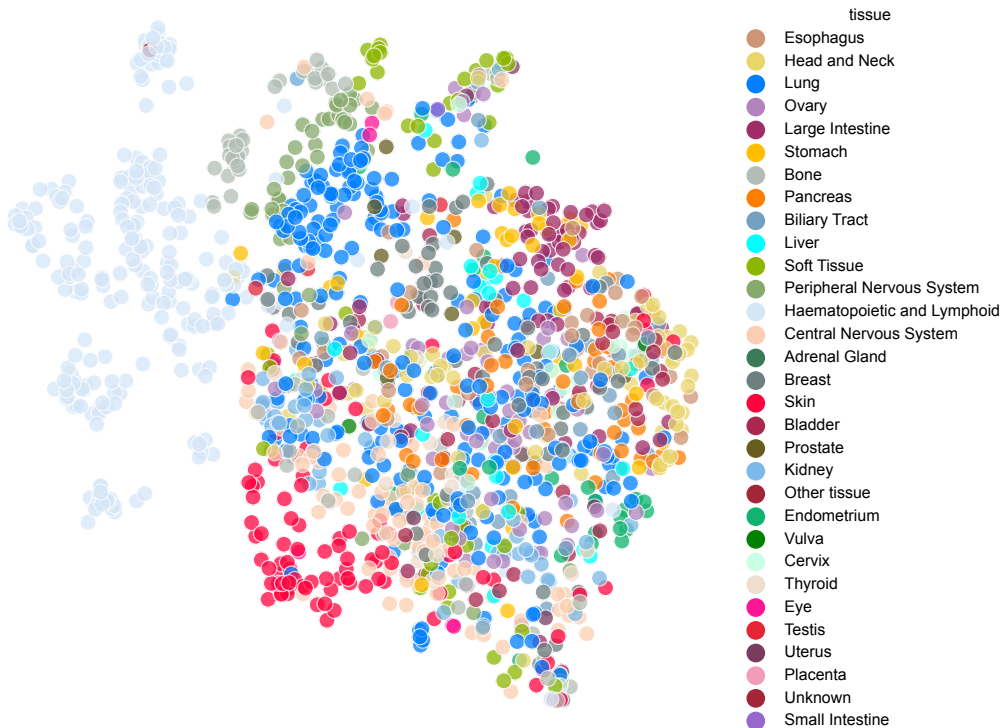 tissue
Esophagus
Head and Neck
Lung
Ovary
Large Intestine
Stomach
Bone
Pancreas
Biliary Tract
Liver
Soft Tissue
Peripheral Nervous System
Haematopoietic and Lymphoid
Central Nervous System
Adrenal Gland
Breast
Skin
Bladder
Prostate
Kidney
Other tissue
Endometrium
Vulva
Cervix
Thyroid
Eye
Testis
Uterus
Placenta
Unknown
Small Intestine